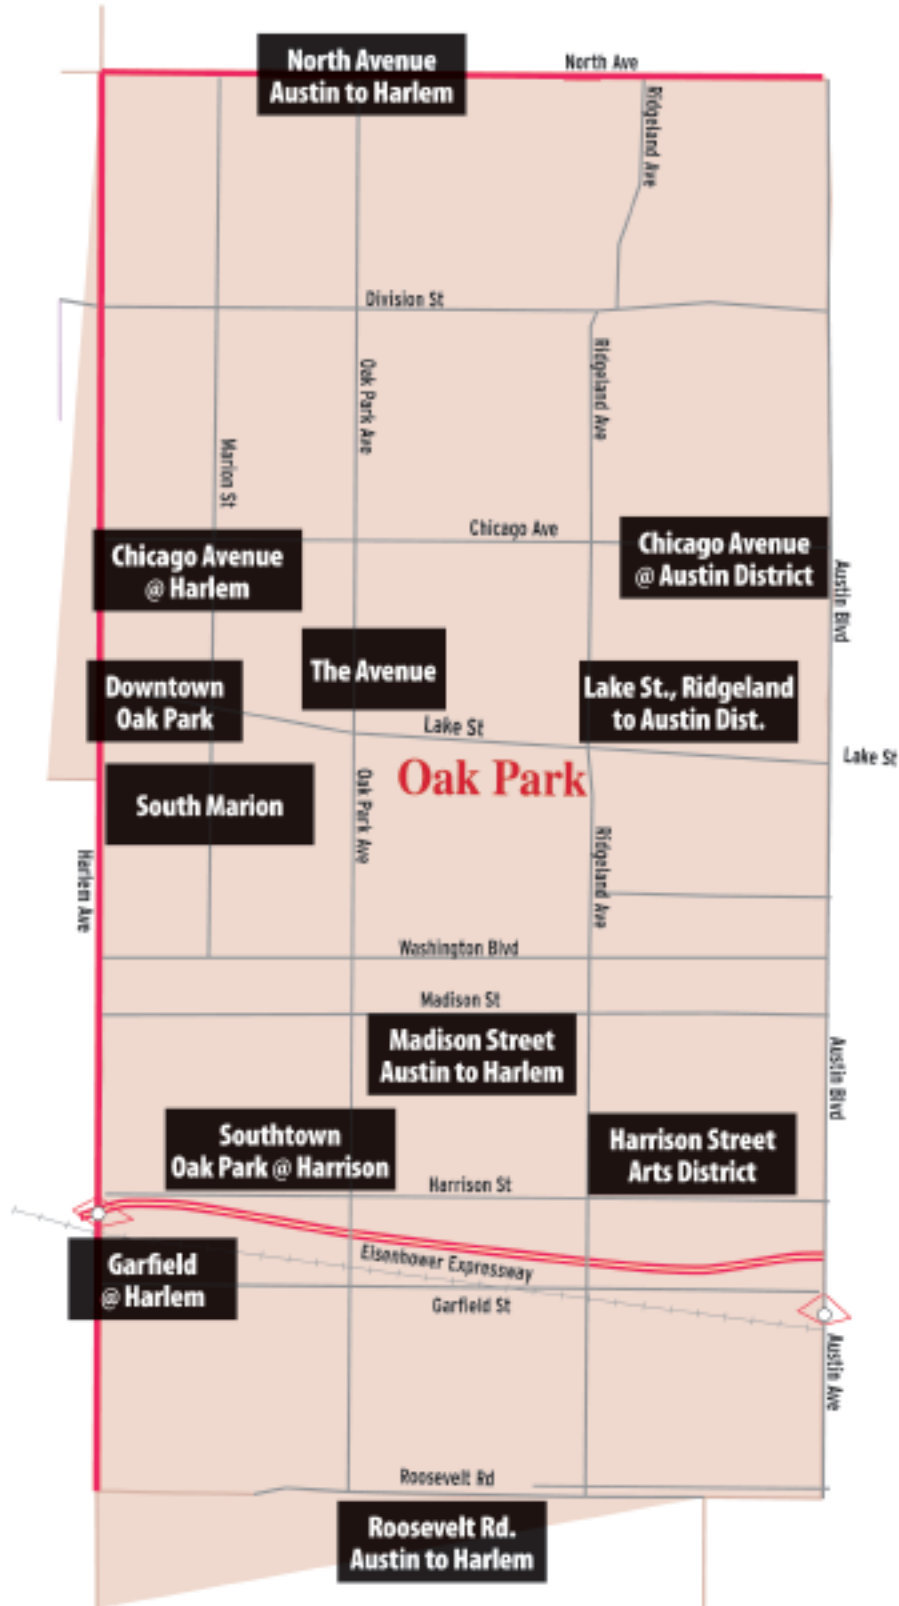 North Avenue
Austin to Harlem
North Ave
Ridgeland Ave
Division St
Oak Park Ave
Ridgeland Ave
Marion St
Chicago Ave
Chicago Avenue
@ Harlem
Chicago Avenue
@ Austin District
Austin Blvd
The Avenue
Downtown
Oak Park
Lake St., Ridgeland
to Austin Dist.
Lake St
Lake St
Oak Park
South Marion
Oak Park Ave
Ridgeland Ave
Harlem Ave
Washington Blvd
Madison St
Madison Street
Austin to Harlem
Austin Blvd
Southtown
Oak Park @ Harrison
Harrison Street
Arts District
Harrison St
Eisenhower Expressway
Garfield
@ Harlem
Garfield St
Austin Ave
Roosevelt Rd
Roosevelt Rd.
Austin to Harlem